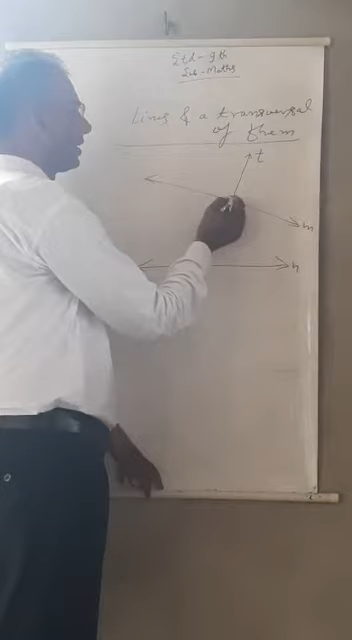 Std - 9th
Sub - Maths
Lines & a transversal
of them
t
m
n